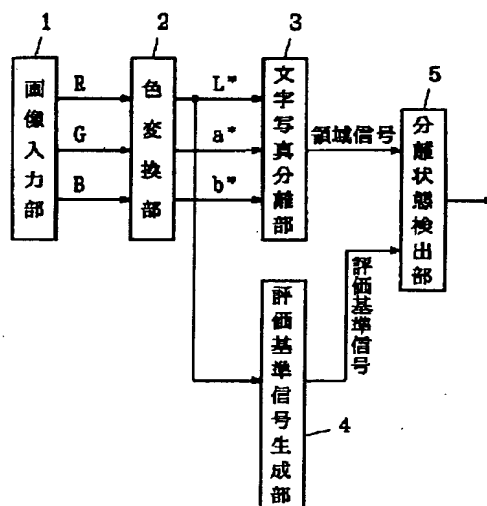 1
2
3
画像入力部
R
G
B
色変換部
L*
a*
b*
文字写真分離部
領域信号
5
分離状態検出部
評価基準信号
評価基準信号生成部
4